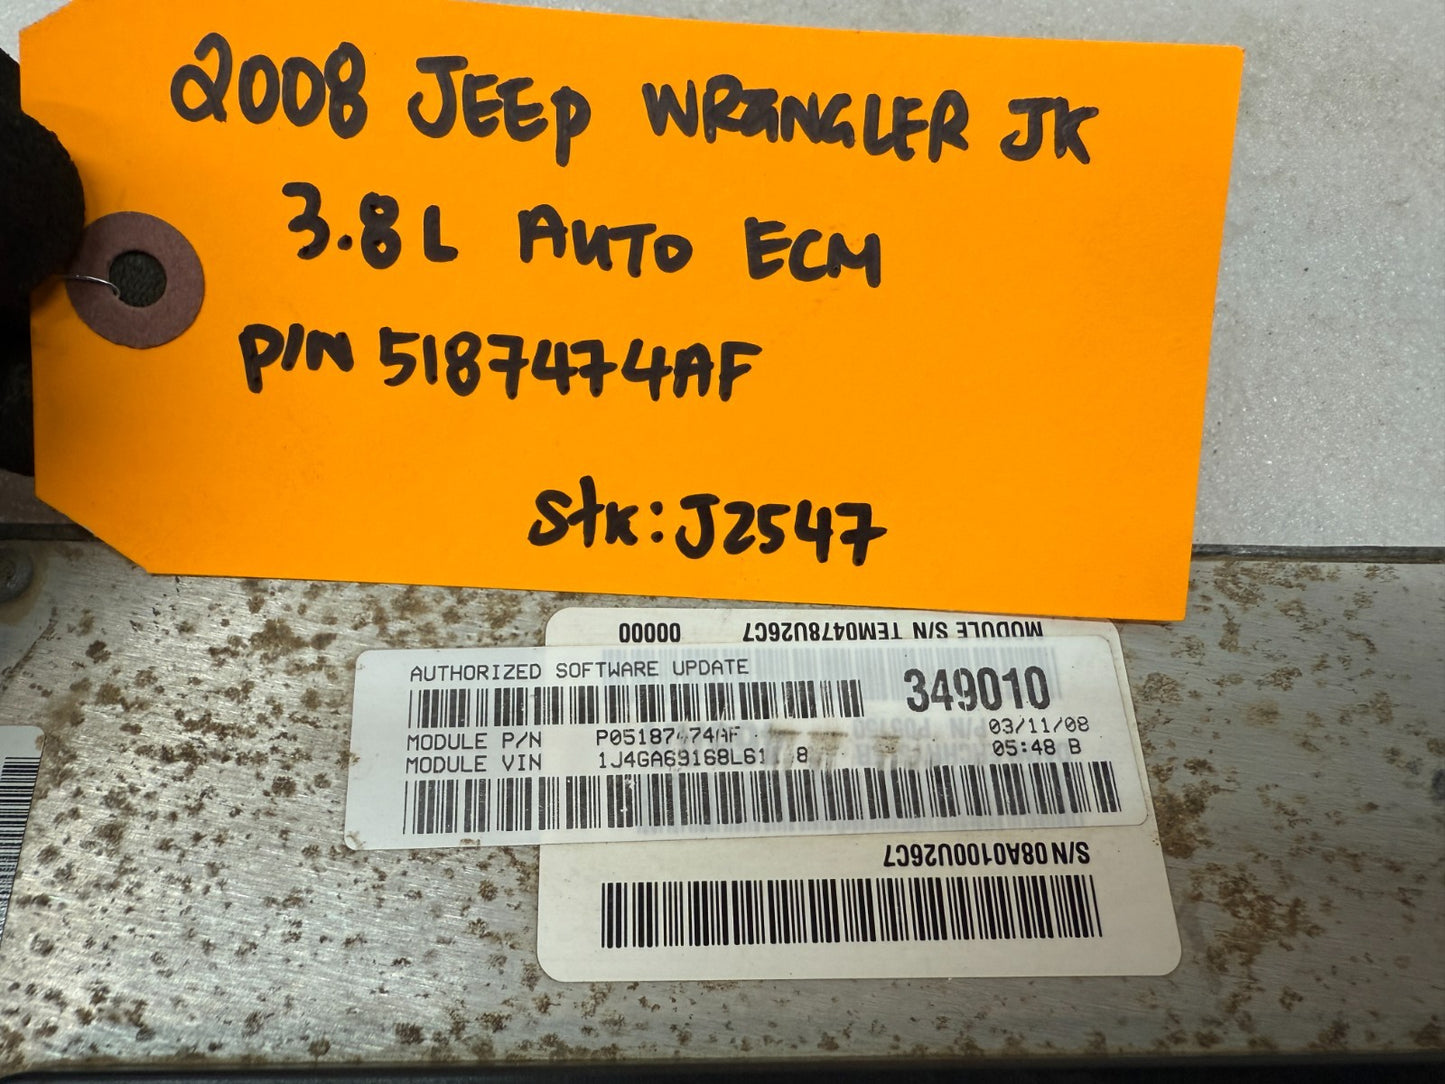 2008 JEEP WRANGLER JK
3.8L AUTO ECM
P/N 5187474AF
Stk: J2547
MODULE S/N TEM0478U26C7 00000
AUTHORIZED SOFTWARE UPDATE
349010
MODULE P/N P05187474AF
03/11/08
MODULE VIN
05:48 B
S/N 08A0100U26C7